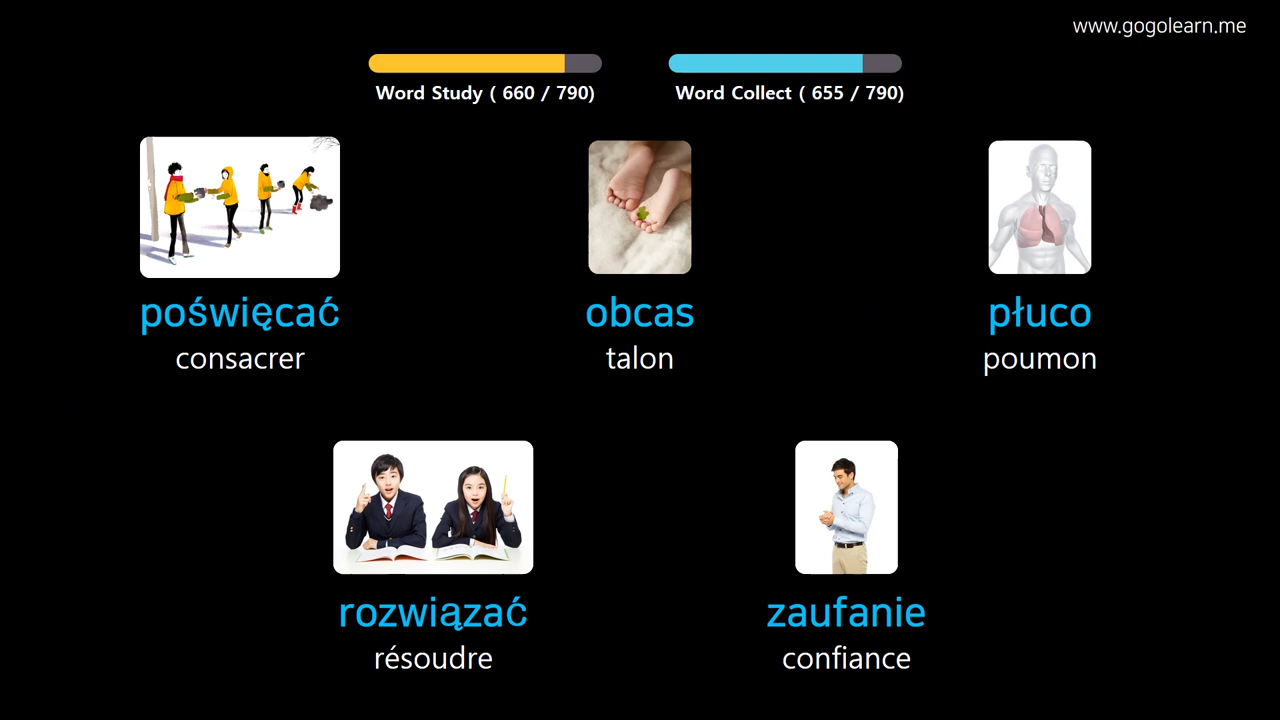 www.gogolearn.me
Word Study ( 660 / 790)
Word Collect ( 655 / 790)
poświęcać
consacrer
obcas
talon
płuco
poumon
rozwiązać
résoudre
zaufanie
confiance